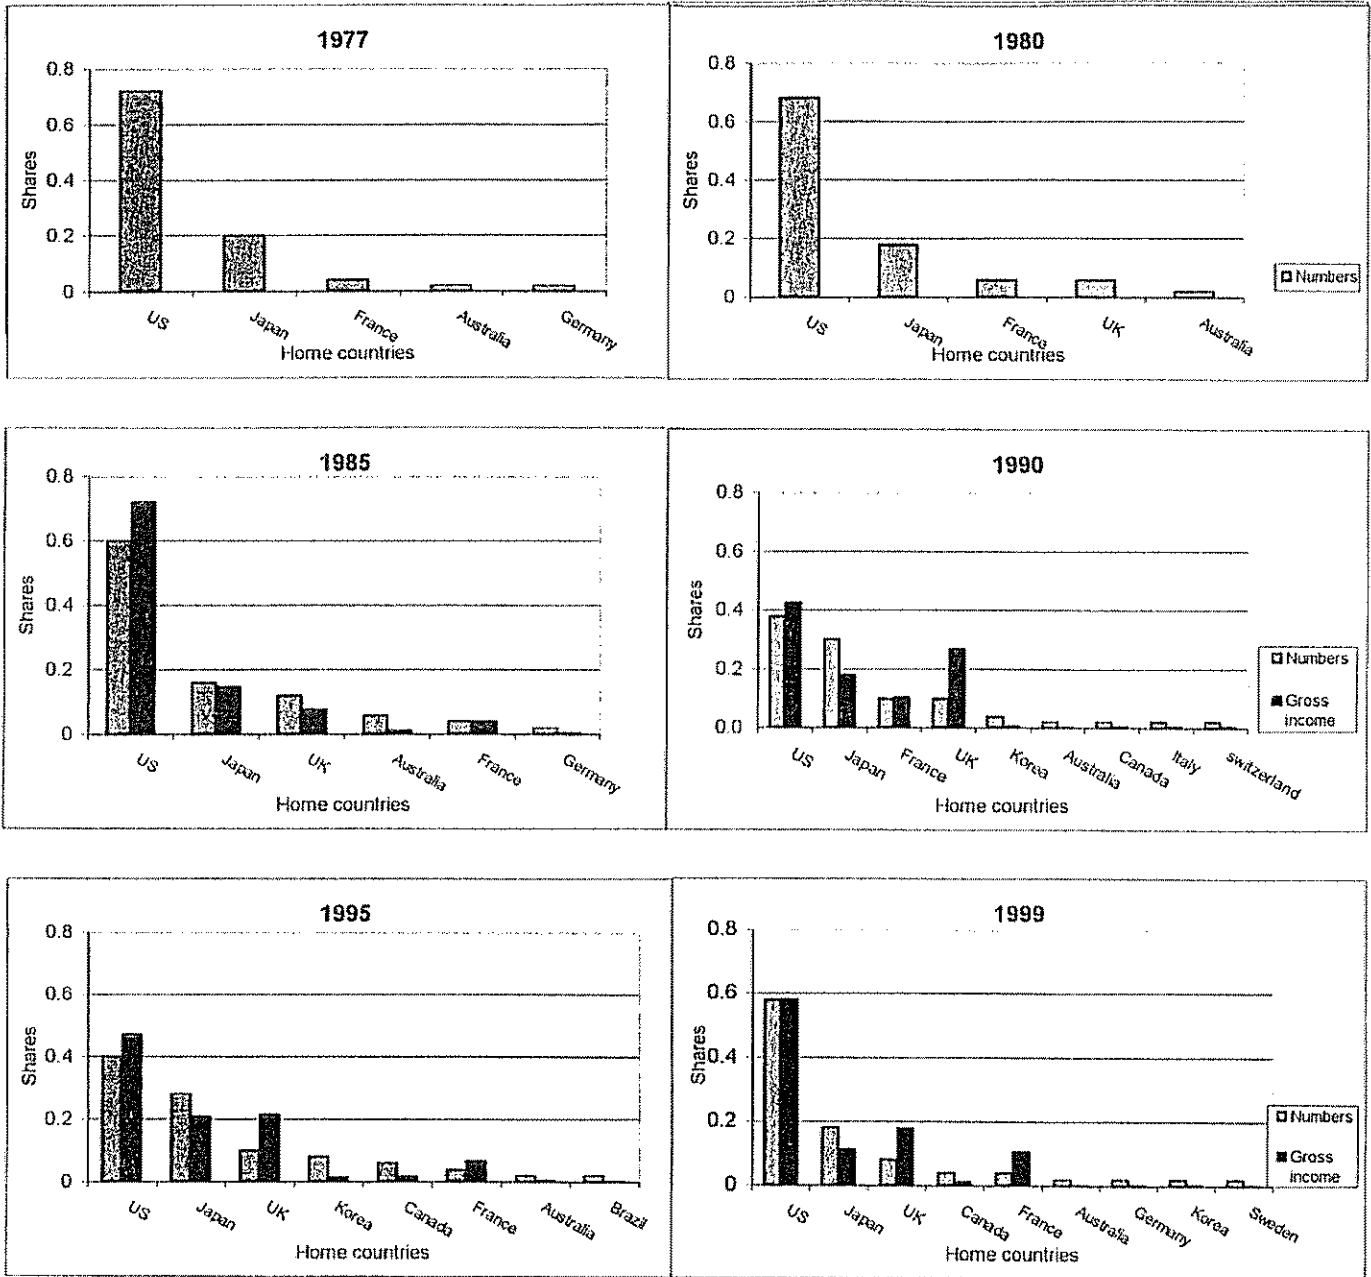 1977
0.8
0.6
0.4
0.2
0
Shares
US
Japan
France
Australia
Germany
Home countries
1980
0.8
0.6
0.4
0.2
0
Shares
US
Japan
France
UK
Australia
Home countries
Numbers
1985
0.8
0.6
0.4
0.2
0
Shares
US
Japan
UK
Australia
France
Germany
Home countries
1990
0.8
0.6
0.4
0.2
0.0
Shares
US
Japan
France
UK
Korea
Australia
Canada
Italy
switzerland
Home countries
Numbers
Gross
income
1995
0.8
0.6
0.4
0.2
0
Shares
US
Japan
UK
Korea
Canada
France
Australia
Brazil
Home countries
1999
0.8
0.6
0.4
0.2
0
Shares
US
Japan
UK
Canada
France
Australia
Germany
Korea
Sweden
Home countries
Numbers
Gross
income